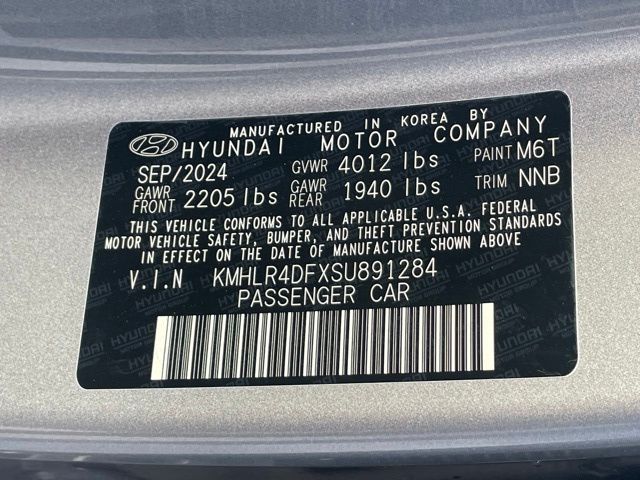 MANUFACTURED IN KOREA BY
HYUNDAI MOTOR COMPANY
SEP/2024 GVWR 4012 lbs PAINT M6T
GAWR FRONT 2205 lbs GAWR REAR 1940 lbs TRIM NNB
THIS VEHICLE CONFORMS TO ALL APPLICABLE U.S.A. FEDERAL
MOTOR VEHICLE SAFETY, BUMPER, AND THEFT PREVENTION STANDARDS
IN EFFECT ON THE DATE OF MANUFACTURE SHOWN ABOVE
V.I.N KMHLR4DFXSU891284
PASSENGER CAR